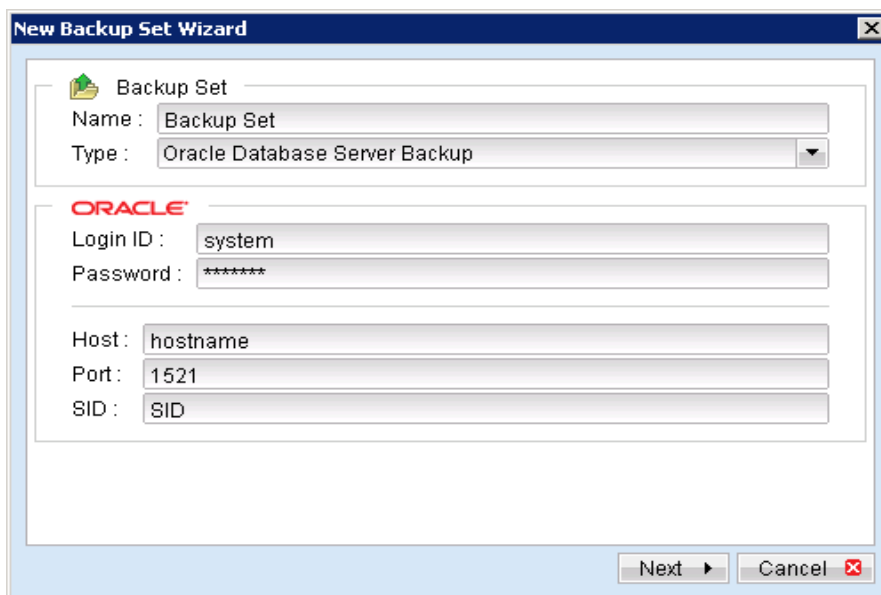 New Backup Set Wizard
Backup Set
Name : Backup Set
Type : Oracle Database Server Backup
ORACLE
Login ID : system
Password : *******
Host : hostname
Port : 1521
SID : SID
Next Cancel